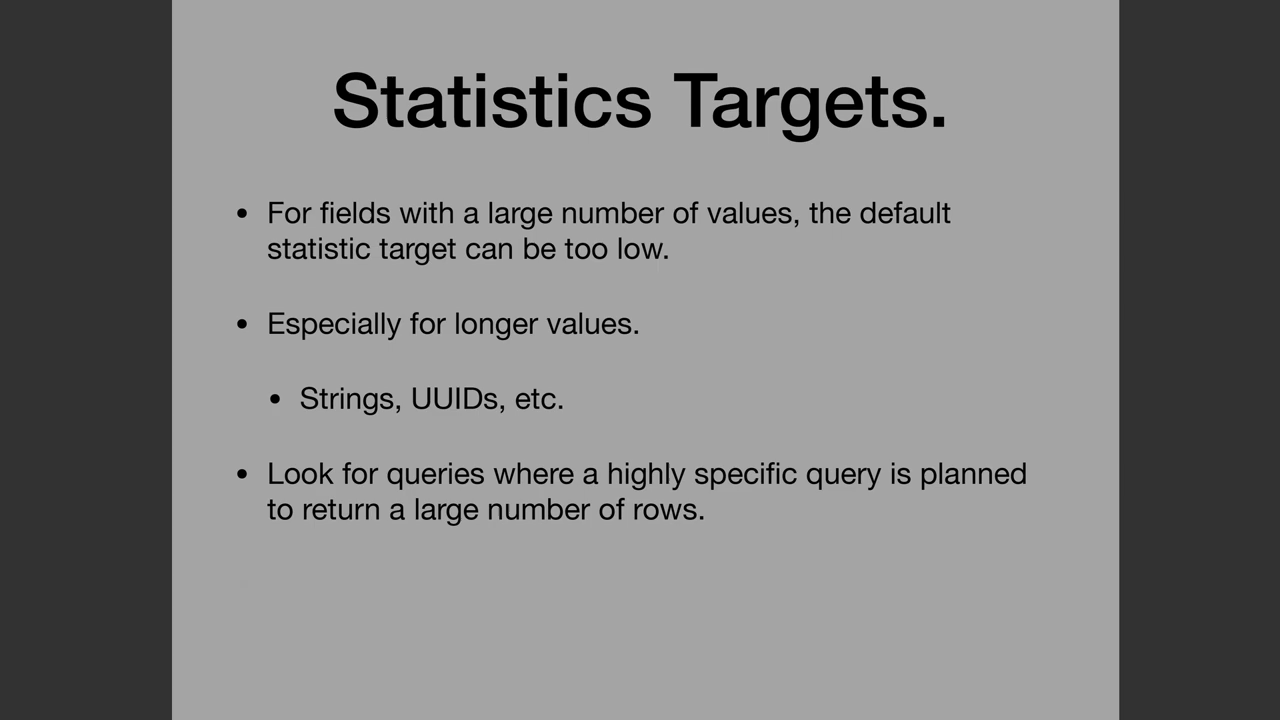 Statistics Targets.
• For fields with a large number of values, the default
statistic target can be too low.
• Especially for longer values.
• Strings, UUIDs, etc.
• Look for queries where a highly specific query is planned
to return a large number of rows.